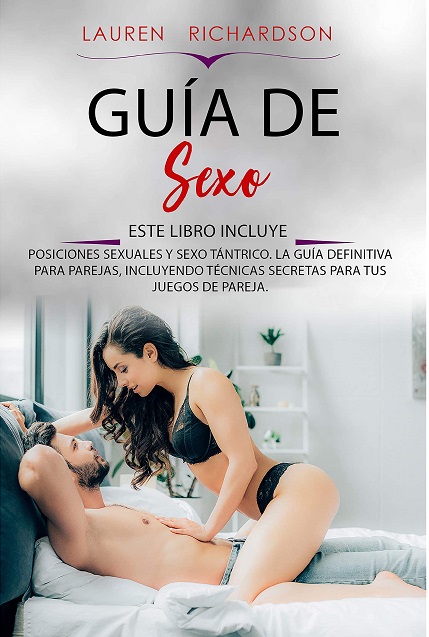 LAUREN RICHARDSON
GUÍA DE
Sexo
ESTE LIBRO INCLUYE
POSICIONES SEXUALES Y SEXO TÁNTRICO. LA GUÍA DEFINITIVA
PARA PAREJAS, INCLUYENDO TÉCNICAS SECRETAS PARA TUS
JUEGOS DE PAREJA.